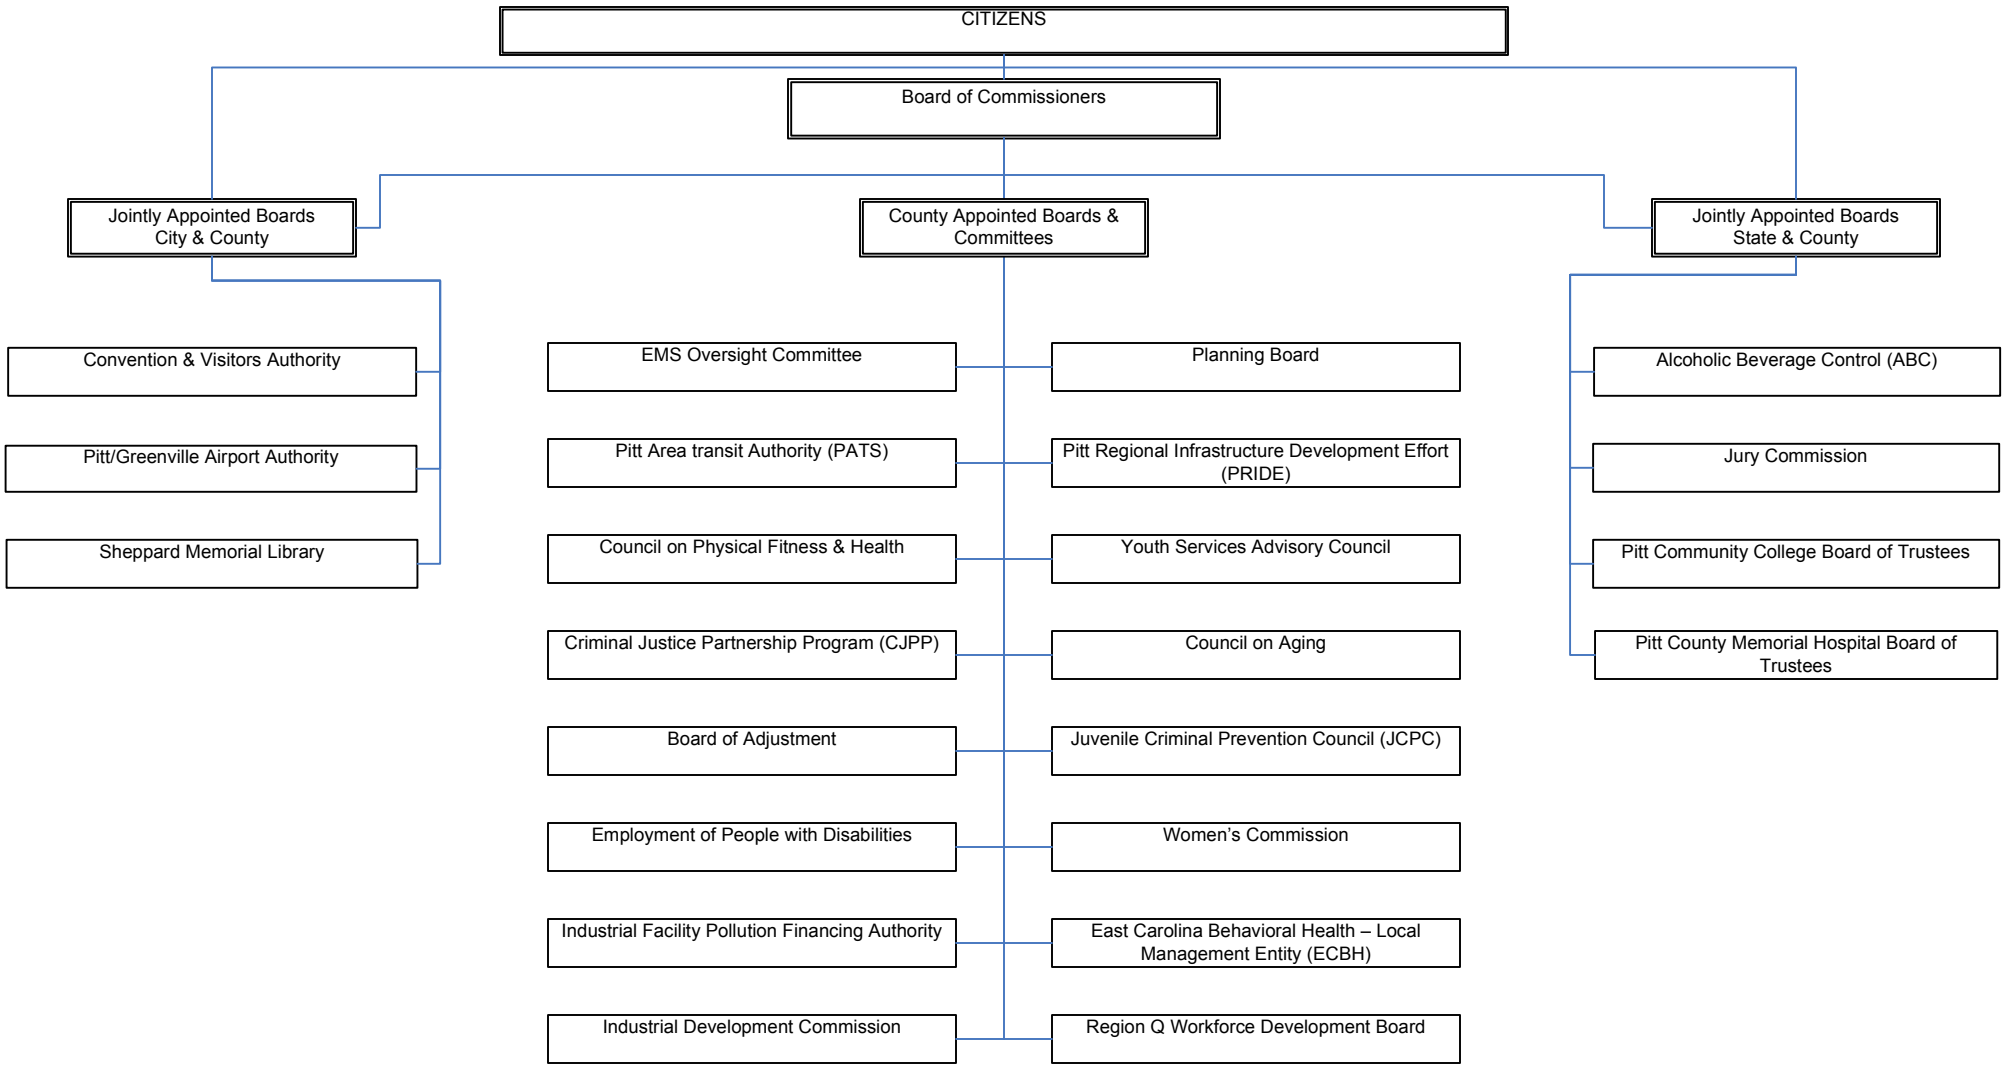 CITIZENS
Board of Commissioners
Jointly Appointed Boards
City & County
County Appointed Boards &
Committees
Jointly Appointed Boards
State & County
Convention & Visitors Authority
Pitt/Greenville Airport Authority
Sheppard Memorial Library
EMS Oversight Committee
Planning Board
Pitt Area transit Authority (PATS)
Pitt Regional Infrastructure Development Effort
(PRIDE)
Council on Physical Fitness & Health
Youth Services Advisory Council
Criminal Justice Partnership Program (CJPP)
Council on Aging
Board of Adjustment
Juvenile Criminal Prevention Council (JCPC)
Employment of People with Disabilities
Women’s Commission
Industrial Facility Pollution Financing Authority
East Carolina Behavioral Health – Local
Management Entity (ECBH)
Industrial Development Commission
Region Q Workforce Development Board
Alcoholic Beverage Control (ABC)
Jury Commission
Pitt Community College Board of Trustees
Pitt County Memorial Hospital Board of
Trustees